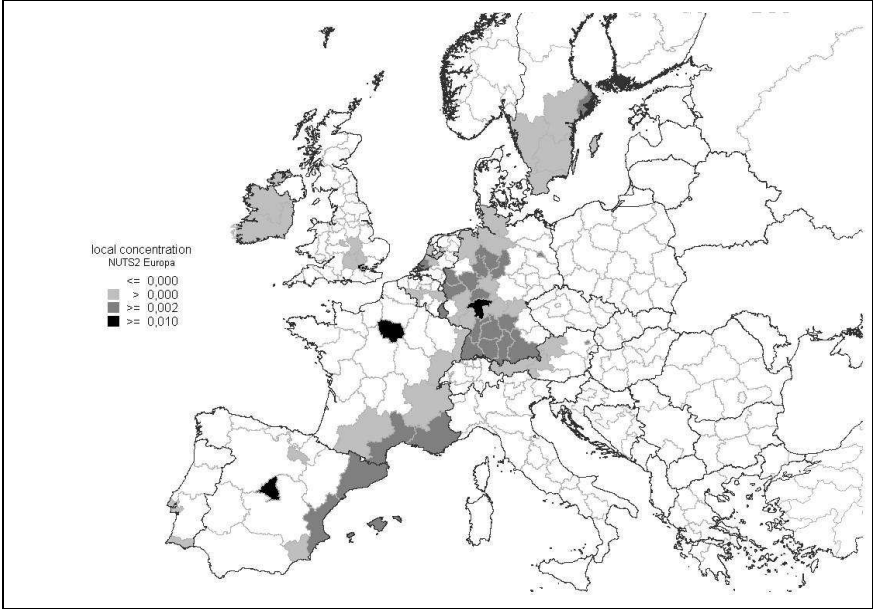 local concentration
NUTS2 Europa
<= 0,000
> 0,000
>= 0,002
>= 0,010